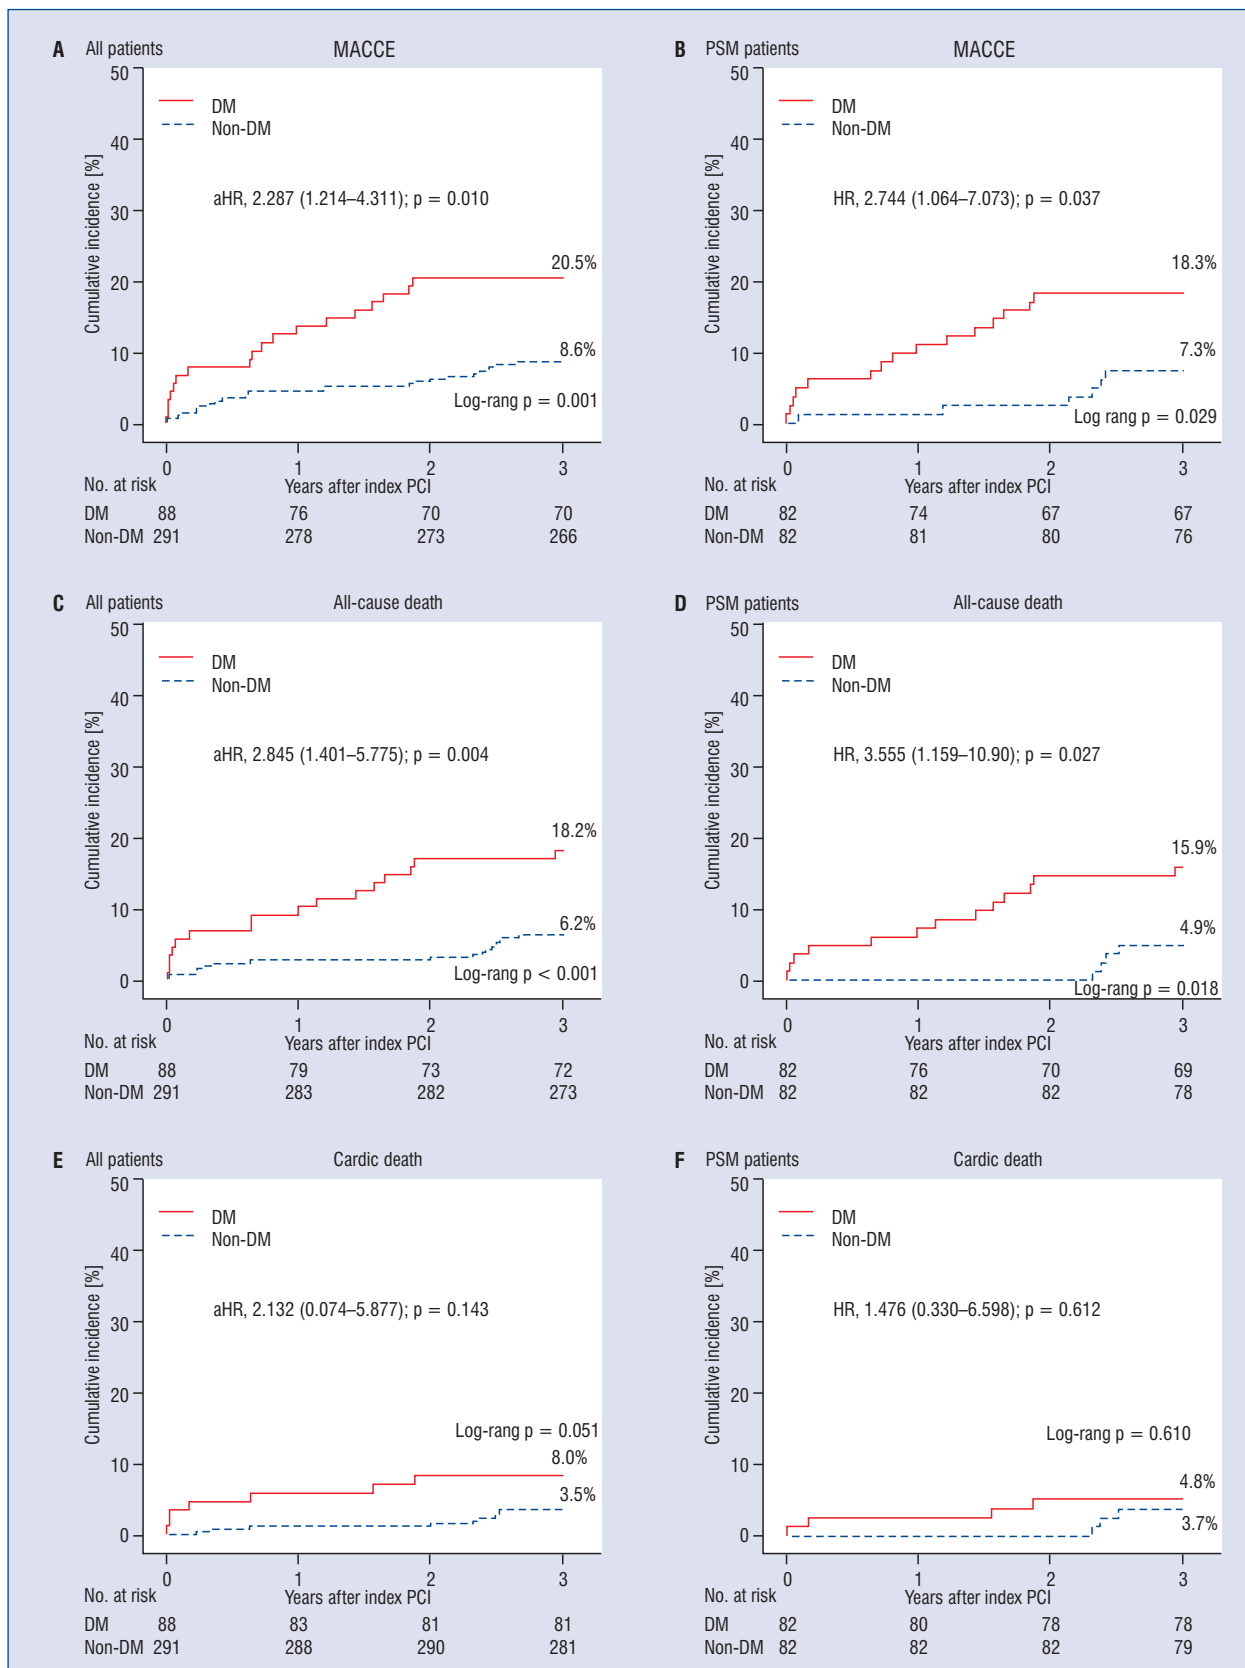 A All patients MACCE
50
DM
Non-DM
40
aHR, 2.287 (1.214–4.311); p = 0.010
30
Cumulative incidence [%]
20.5%
20
8.6%
10
Log-rang p = 0.001
0
0 1 2 3
No. at risk Years after index PCI
DM 88 76 70 70
Non-DM 291 278 273 266
B PSM patients MACCE
50
DM
Non-DM
40
HR, 2.744 (1.064–7.073); p = 0.037
30
Cumulative incidence [%]
18.3%
20
7.3%
10
Log rang p = 0.029
0
0 1 2 3
No. at risk Years after index PCI
DM 82 74 67 67
Non-DM 82 81 80 76
C All patients All-cause death
50
DM
Non-DM
40
aHR, 2.845 (1.401–5.775); p = 0.004
30
Cumulative incidence [%]
20
18.2%
10
6.2%
Log-rang p < 0.001
0
0 1 2 3
No. at risk Years after index PCI
DM 88 79 73 72
Non-DM 291 283 282 273
D PSM patients All-cause death
50
DM
Non-DM
40
HR, 3.555 (1.159–10.90); p = 0.027
30
Cumulative incidence [%]
20
15.9%
10
4.9%
0
Log-rang p = 0.018
0 1 2 3
No. at risk Years after index PCI
DM 82 76 70 69
Non-DM 82 82 82 78
E All patients Cardic death
50
DM
Non-DM
40
aHR, 2.132 (0.074–5.877); p = 0.143
30
Cumulative incidence [%]
20
Log-rang p = 0.051
8.0%
10
3.5%
0
0 1 2 3
No. at risk Years after index PCI
DM 88 83 81 81
Non-DM 291 288 290 281
F PSM patients Cardic death
50
DM
Non-DM
40
HR, 1.476 (0.330–6.598); p = 0.612
30
Cumulative incidence [%]
20
Log-rang p = 0.610
10
4.8%
3.7%
0
0 1 2 3
No. at risk Years after index PCI
DM 82 80 78 78
Non-DM 82 82 82 79